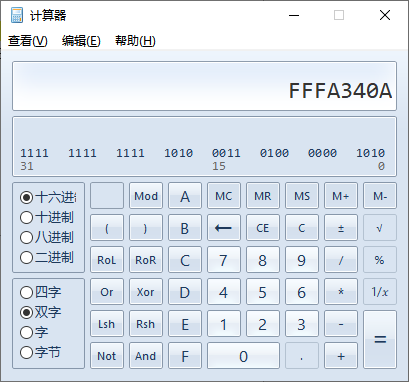 计算器
查看(V) 编辑(E) 帮助(H)
FFFA340A
1111 1111 1111 1010 0011 0100 0000 1010
31 15 0
十六进制 Mod A MC MR MS M+ M-
十进制 ( ) B ← CE C ± √
八进制
二进制 RoL RoR C 7 8 9 / %
四字 Or Xor D 4 5 6 * 1/x
双字
字 Lsh Rsh E 1 2 3 - =
字节 Not And F 0 . +